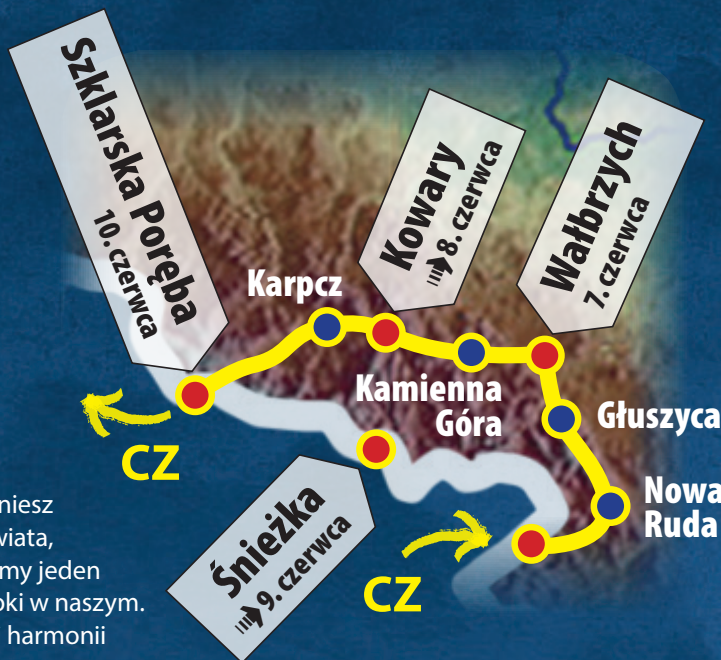 Szklarska Poręba
10. czerwca
Kowary
8. czerwca
Wałbrzych
7. czerwca
Karpcz
Kamienna
Góra
Głuszyca
Nowa
Ruda
CZ
Śnieżka
9. czerwca
CZ
niesz
wiata,
my jeden
oki w naszym.
harmonii